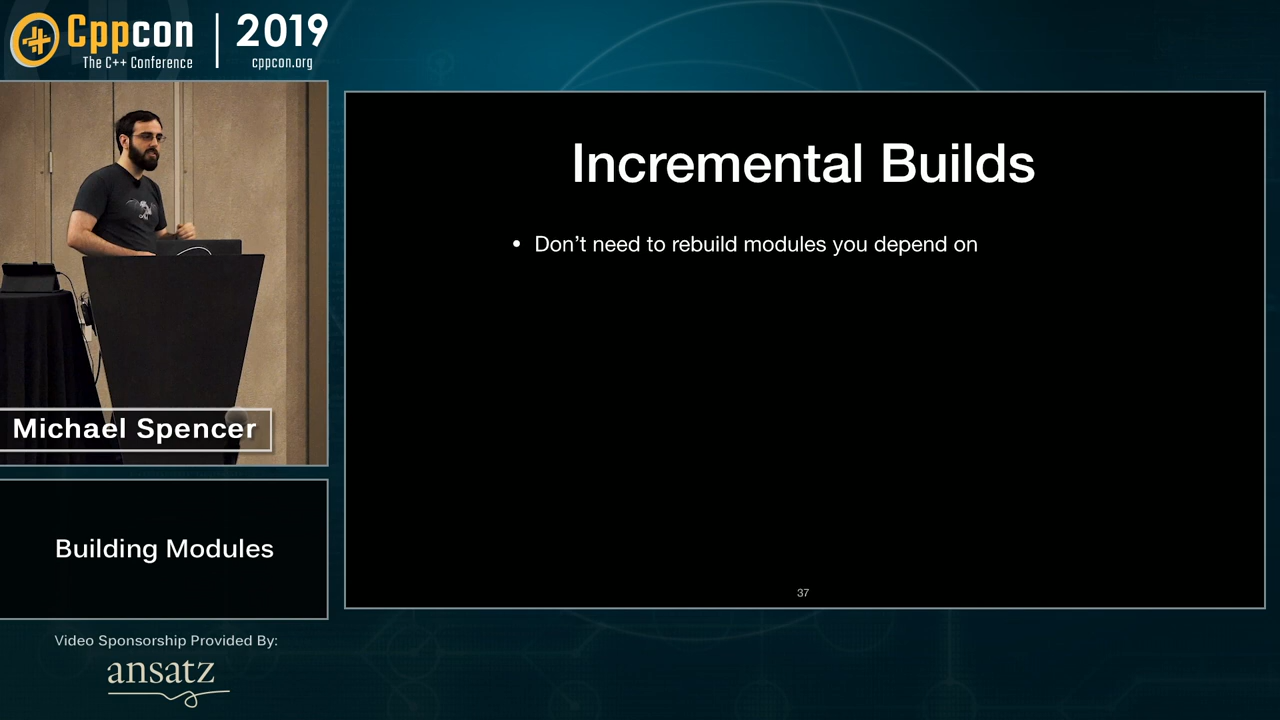 Cppcon
The C++ Conference
2019
cppcon.org
Incremental Builds
• Don’t need to rebuild modules you depend on
37
Michael Spencer
Building Modules
Video Sponsorship Provided By:
ansatz